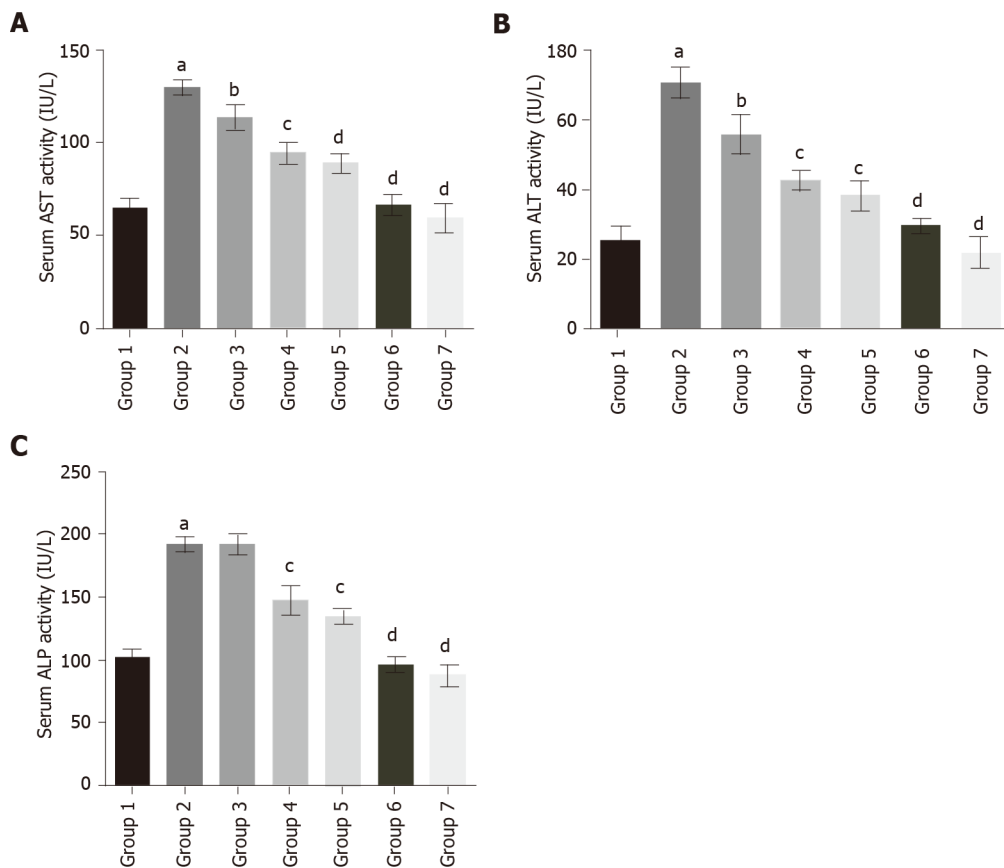 A
Serum AST activity (IU/L)
150
100
50
0
a
b
c
d
d
d
Group 1
Group 2
Group 3
Group 4
Group 5
Group 6
Group 7
B
Serum ALT activity (IU/L)
180
60
40
20
0
a
b
c
c
d
d
Group 1
Group 2
Group 3
Group 4
Group 5
Group 6
Group 7
C
Serum ALP activity (IU/L)
250
200
150
100
50
0
a
c
c
d
d
Group 1
Group 2
Group 3
Group 4
Group 5
Group 6
Group 7